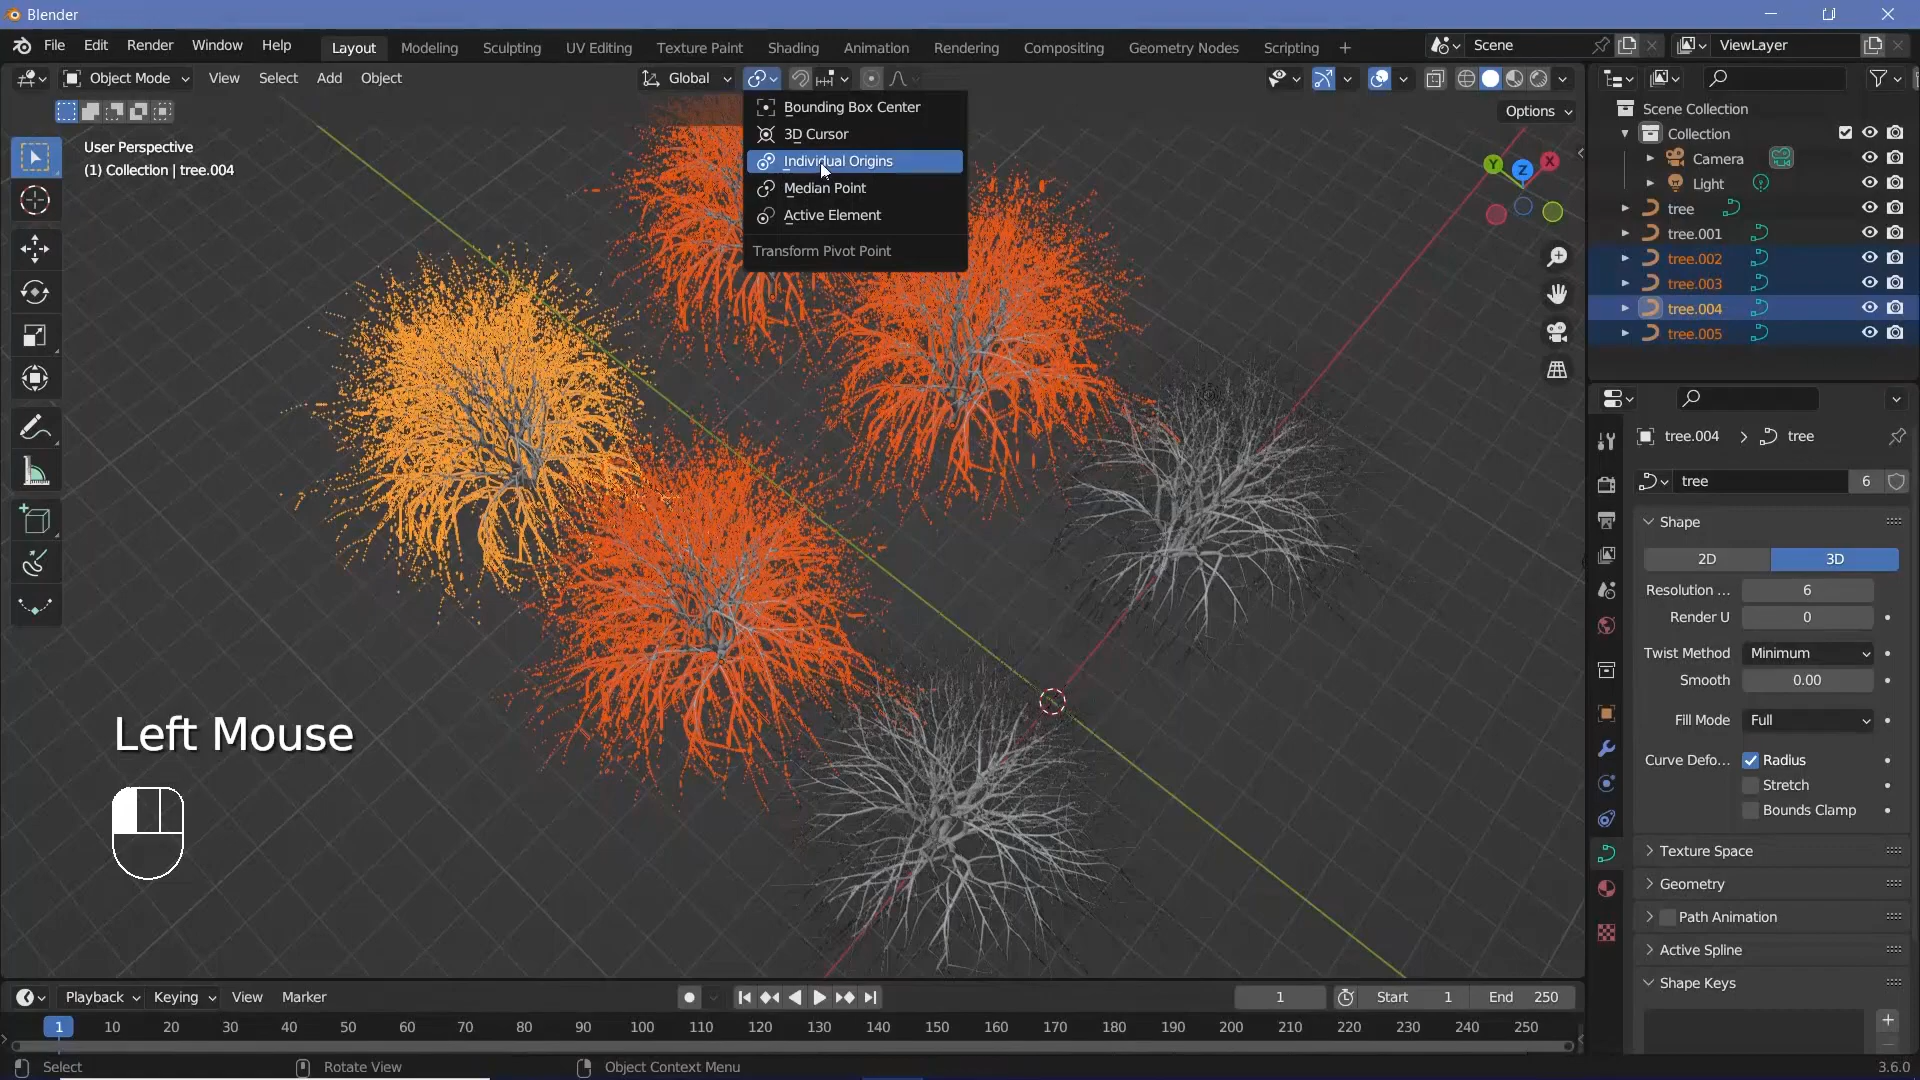 Blender
File Edit Render Window Help
Layout Modeling Sculpting UV Editing Texture Paint Shading Animation Rendering Compositing Geometry Nodes Scripting +
Scene
ViewLayer
Object Mode View Select Add Object
Global
Options
User Perspective
(1) Collection | tree.004
Bounding Box Center
3D Cursor
Individual Origins
Median Point
Active Element
Transform Pivot Point
Y
Z
X
Scene Collection
Collection
Camera
Light
tree
tree.001
tree.002
tree.003
tree.004
tree.005
tree.004 > tree
tree 6
Shape
2D 3D
Resolution ... 6
Render U 0
Twist Method Minimum
Smooth 0.00
Fill Mode Full
Curve Defo... Radius
Stretch
Bounds Clamp
Texture Space
Geometry
Path Animation
Active Spline
Shape Keys
Left Mouse
Playback Keying View Marker
1 Start 1 End 250
1 10 20 30 40 50 60 70 80 90 100 110 120 130 140 150 160 170 180 190 200 210 220 230 240 250
Select Rotate View Object Context Menu 3.6.0